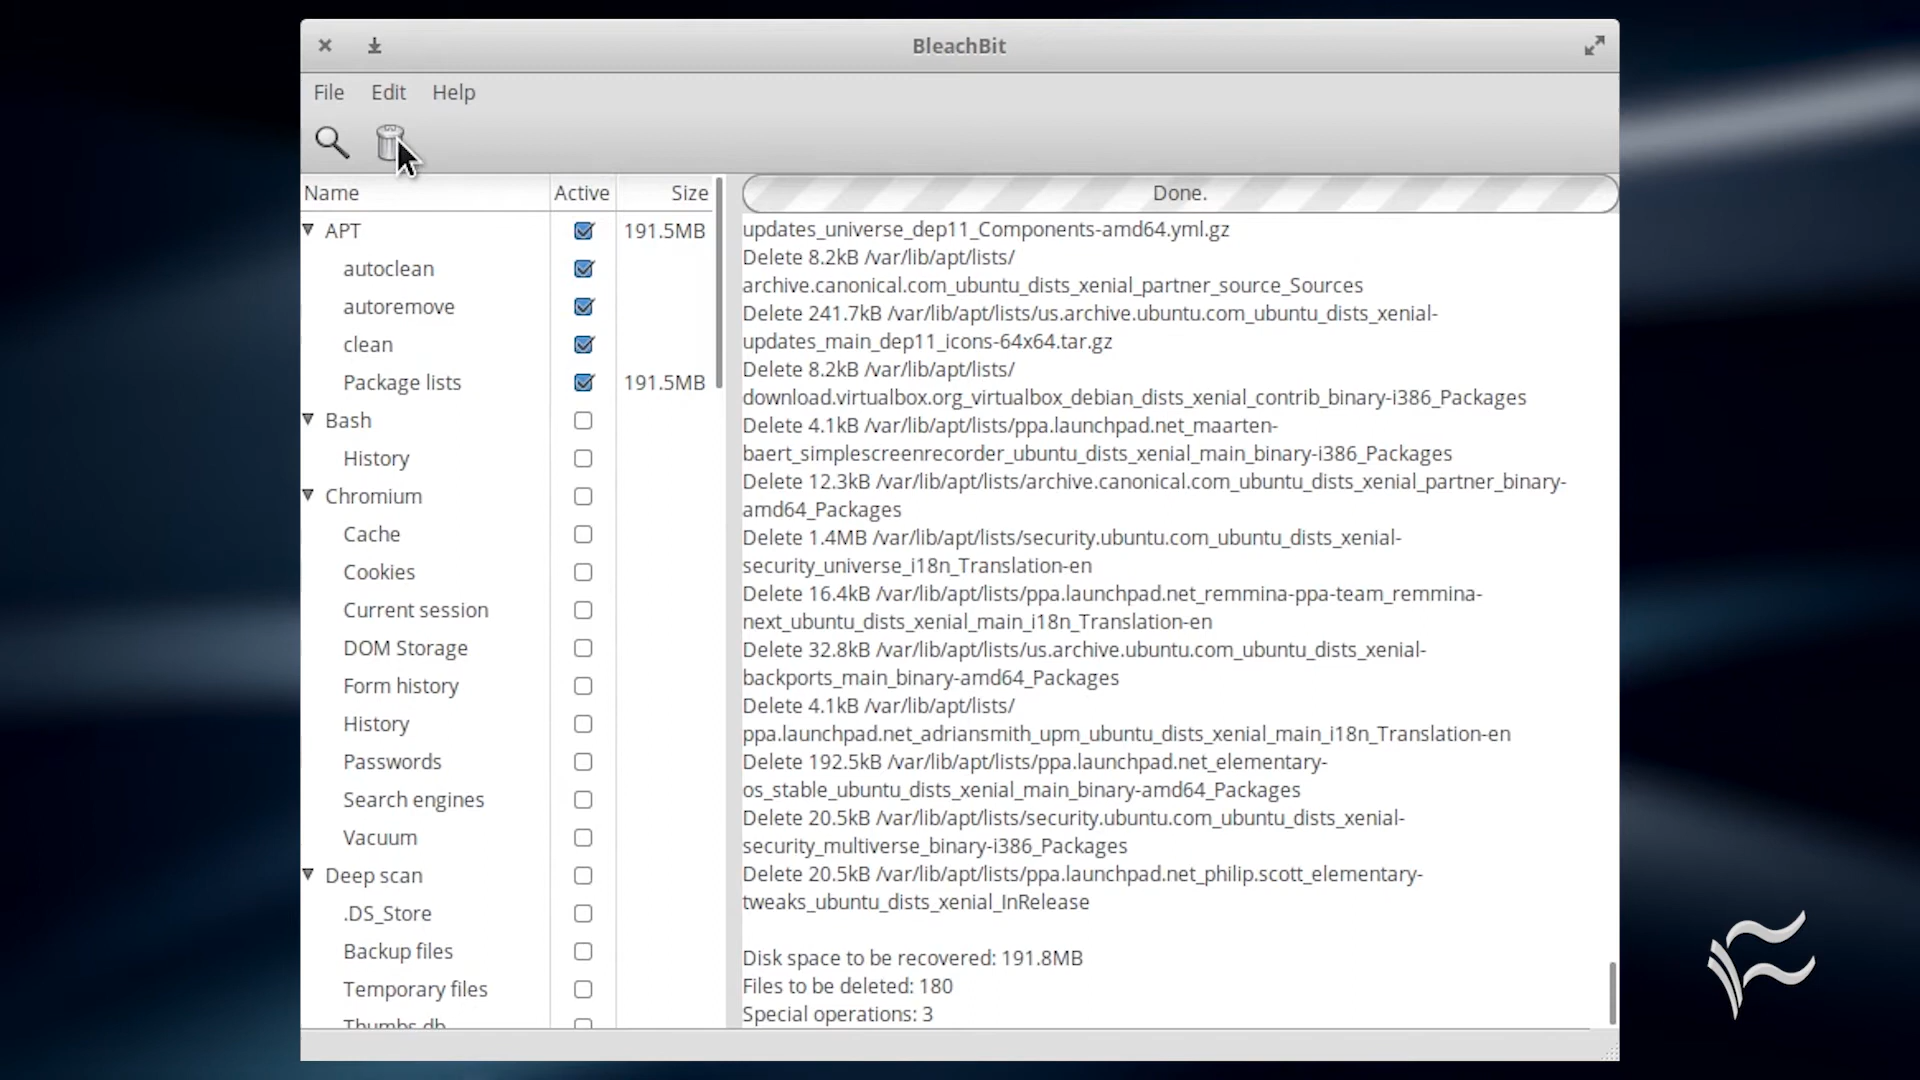 BleachBit
File Edit Help
Name Active Size
APT 191.5MB
autoclean
autoremove
clean
Package lists 191.5MB
Bash
History
Chromium
Cache
Cookies
Current session
DOM Storage
Form history
History
Passwords
Search engines
Vacuum
Deep scan
.DS_Store
Backup files
Temporary files
Thumbs.db
Done.
updates_universe_dep11_Components-amd64.yml.gz
Delete 8.2kB /var/lib/apt/lists/
archive.canonical.com_ubuntu_dists_xenial_partner_source_Sources
Delete 241.7kB /var/lib/apt/lists/us.archive.ubuntu.com_ubuntu_dists_xenial-
updates_main_dep11_icons-64x64.tar.gz
Delete 8.2kB /var/lib/apt/lists/
download.virtualbox.org_virtualbox_debian_dists_xenial_contrib_binary-i386_Packages
Delete 4.1kB /var/lib/apt/lists/ppa.launchpad.net_maarten-
baert_simplescreenrecorder_ubuntu_dists_xenial_main_binary-i386_Packages
Delete 12.3kB /var/lib/apt/lists/archive.canonical.com_ubuntu_dists_xenial_partner_binary-
amd64_Packages
Delete 1.4MB /var/lib/apt/lists/security.ubuntu.com_ubuntu_dists_xenial-
security_universe_i18n_Translation-en
Delete 16.4kB /var/lib/apt/lists/ppa.launchpad.net_remmina-ppa-team_remmina-
next_ubuntu_dists_xenial_main_i18n_Translation-en
Delete 32.8kB /var/lib/apt/lists/us.archive.ubuntu.com_ubuntu_dists_xenial-
backports_main_binary-amd64_Packages
Delete 4.1kB /var/lib/apt/lists/
ppa.launchpad.net_adriansmith_upm_ubuntu_dists_xenial_main_i18n_Translation-en
Delete 192.5kB /var/lib/apt/lists/ppa.launchpad.net_elementary-
os_stable_ubuntu_dists_xenial_main_binary-amd64_Packages
Delete 20.5kB /var/lib/apt/lists/security.ubuntu.com_ubuntu_dists_xenial-
security_multiverse_binary-i386_Packages
Delete 20.5kB /var/lib/apt/lists/ppa.launchpad.net_philip.scott_elementary-
tweaks_ubuntu_dists_xenial_InRelease
Disk space to be recovered: 191.8MB
Files to be deleted: 180
Special operations: 3